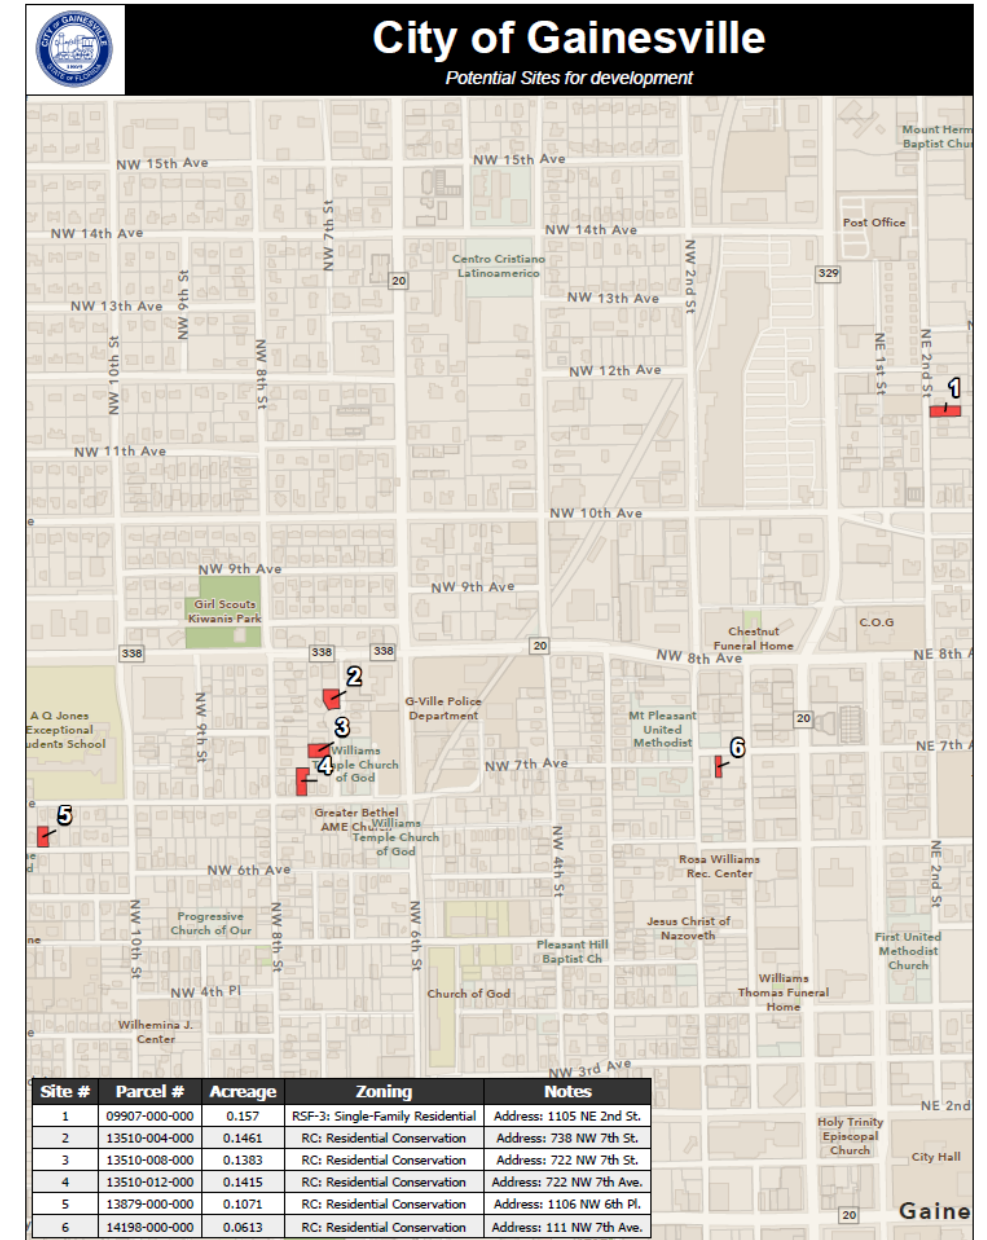 CITY OF GAINESVILLE
STATE OF FLORIDA
City of Gainesville
Potential Sites for development
Mount Herm
Baptist Chur
NW 15th Ave
NW 15th Ave
NW 7th St
Post Office
NW 14th Ave
NW 14th Ave
NW 2nd St
Centro Cristiano
Latinoamerico
329
20
NW 9th St
NW 13th Ave
NW 13th Ave
NW 10th St
NW 8th St
NE 1st St
NE 2nd St
NW 12th Ave
1
NW 11th Ave
e
NW 10th Ave
NW 9th Ave
NW 9th Ave
Girl Scouts
Kiwanis Park
Chestnut
Funeral Home
C.O.G
338
338
338
20
NW 8th Ave
NE 8th A
2
A Q Jones
Exceptional
udents School
NW 9th St
G-Ville Police
Department
Mt Pleasant
United
Methodist
20
3
Williams
Temple Church
of God
4
NW 7th Ave
6
NE 7th A
e
5
Greater Bethel
AME Church
Williams
Temple Church
of God
ne
d
NW 6th Ave
NW 4th St
Rosa Williams
Rec. Center
NE 2nd St
NW 10th St
Progressive
Church of Our
NW 8th St
NW 6th St
Jesus Christ of
Nazoveth
ne
Pleasant Hill
Baptist Ch
First United
Methodist
Church
NW 4th Pl
Church of God
Williams
Thomas Funeral
Home
Wilhemina J.
Center
e
NW 3rd Ave
Site # Parcel # Acreage Zoning Notes
1 09907-000-000 0.157 RSF-3: Single-Family Residential Address: 1105 NE 2nd St.
2 13510-004-000 0.1461 RC: Residential Conservation Address: 738 NW 7th St.
3 13510-008-000 0.1383 RC: Residential Conservation Address: 722 NW 7th St.
4 13510-012-000 0.1415 RC: Residential Conservation Address: 722 NW 7th Ave.
5 13879-000-000 0.1071 RC: Residential Conservation Address: 1106 NW 6th Pl.
6 14198-000-000 0.0613 RC: Residential Conservation Address: 111 NW 7th Ave.
NE 2nd
Holy Trinity
Episcopal
Church
City Hall
20
Gaine